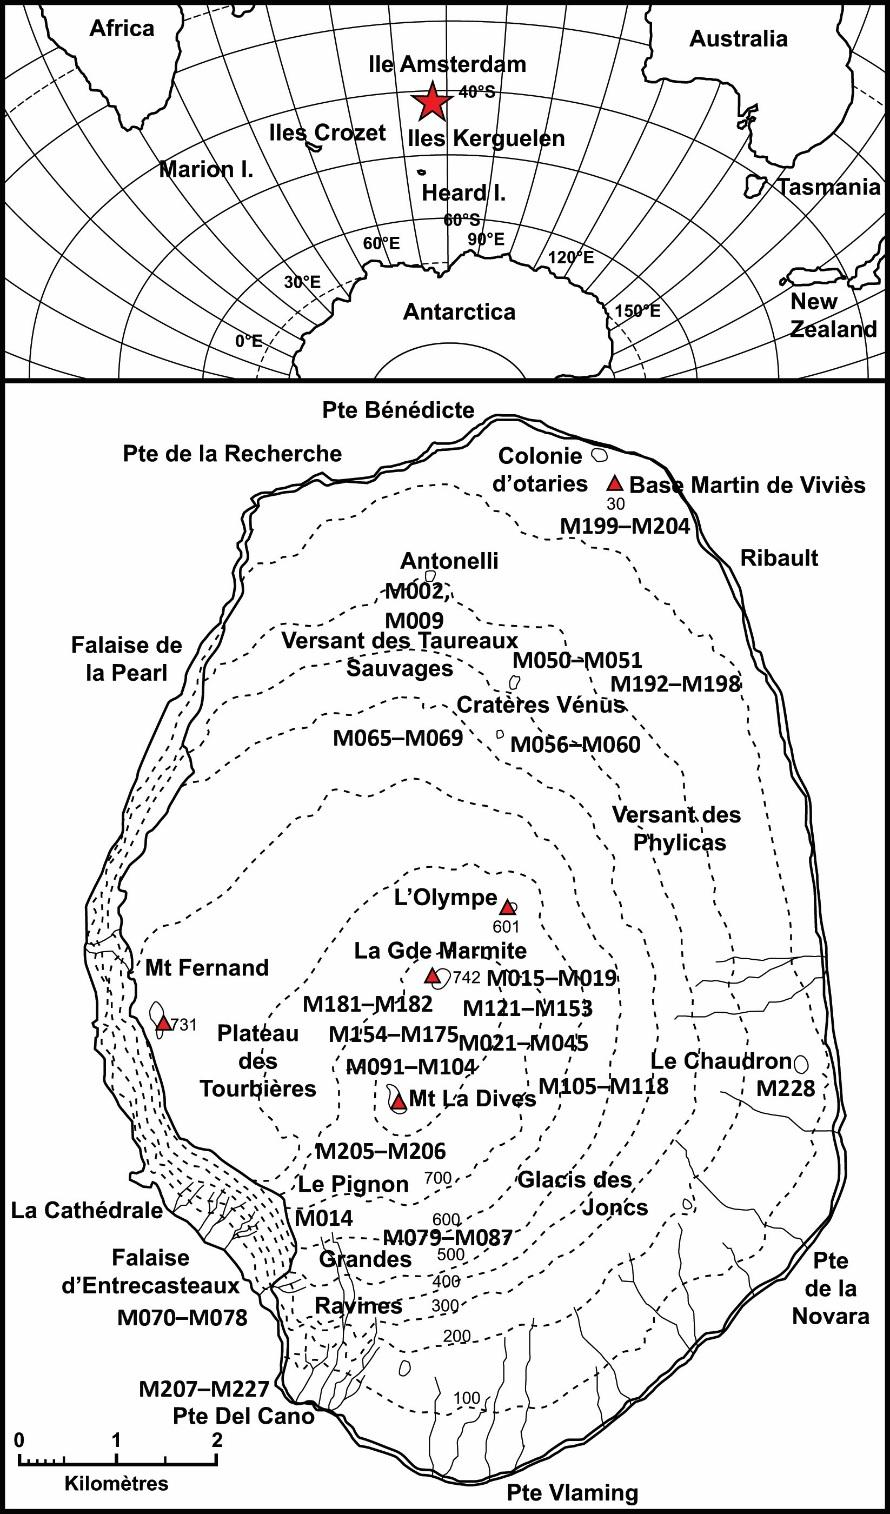 Africa
Australia
Ile Amsterdam
40°S
Iles Crozet
Iles Kerguelen
Marion I.
Heard I.
Tasmania
60°S
60°E
90°E
120°E
30°E
150°E
0°E
Antarctica
New
Zealand
Pte Bénédicte
Pte de la Recherche
Colonie
d'otaries
Base Martin de Viviès
30
M199–M204
Ribault
Antonelli
M002,
M009
Falaise de
la Pearl
Versant des Taureaux
Sauvages
M050–M051
M192–M198
Cratères Vénus
M065–M069
M056–M060
Versant des
Phylicas
L'Olympe
601
La Gde Marmite
Mt Fernand
742
M015–M019
M181–M182
M121–M153
731
Plateau
des
Tourbières
M154–M175
M021–M045
M091–M104
Le Chaudron
M105–M118
M228
Mt La Dives
M205–M206
Le Pignon
700
Glacis des
Joncs
La Cathédrale
M014
600
M079–M087
500
Grandes
Falaise
d'Entrecasteaux
400
Ravines
300
M070–M078
Pte
de la
Novara
200
M207–M227
100
Pte Del Cano
0
1
2
Kilomètres
Pte Vlaming